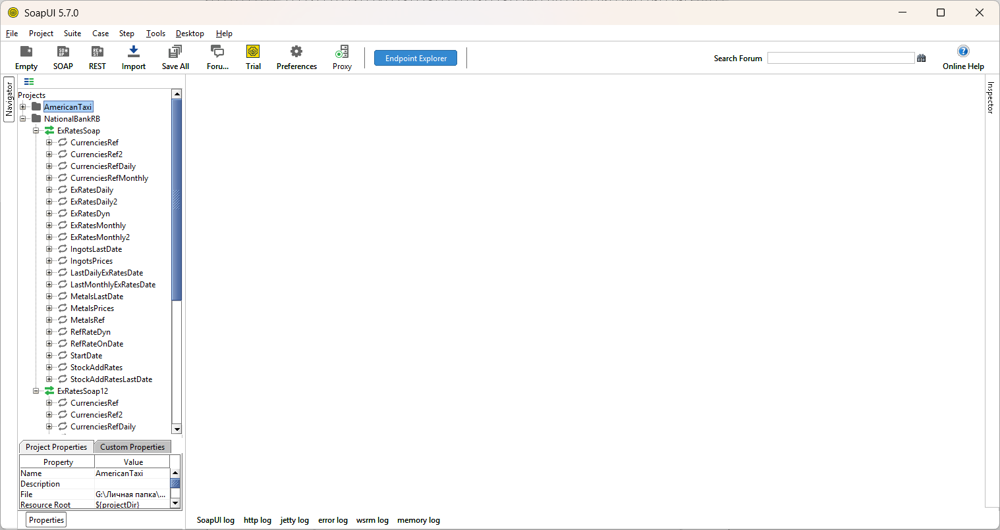 SoapUI 5.7.0
File Project Suite Case Step Tools Desktop Help
Empty SOAP REST Import Save All Foru... Trial Preferences Proxy Endpoint Explorer Search Forum Online Help
Navigator
Inspector
Projects
AmericanTaxi
NationalBankRB
ExRatesSoap
CurrenciesRef
CurrenciesRef2
CurrenciesRefDaily
CurrenciesRefMonthly
ExRatesDaily
ExRatesDaily2
ExRatesDyn
ExRatesMonthly
ExRatesMonthly2
IngotsLastDate
IngotsPrices
LastDailyExRatesDate
LastMonthlyExRatesDate
MetalsLastDate
MetalsPrices
MetalsRef
RefRateDyn
RefRateOnDate
StartDate
StockAddRates
StockAddRatesLastDate
ExRatesSoap12
CurrenciesRef
CurrenciesRef2
CurrenciesRefDaily
Project Properties Custom Properties
Property Value
Name AmericanTaxi
Description
File G:\Личная папка\...
Resource Root ${projectDir}
Properties
SoapUI log http log jetty log error log wsrm log memory log